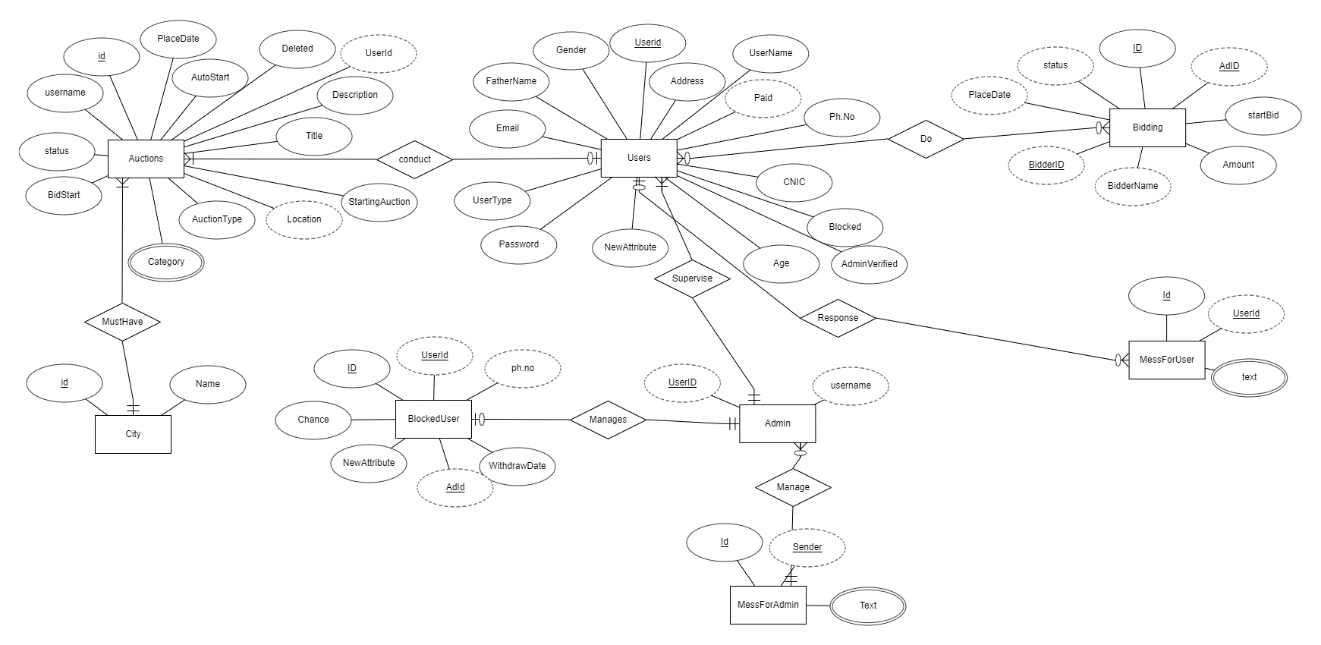 PlaceDate
Deleted
UserId
id
AutoStart
username
Description
Title
status
Auctions
BidStart
StartingAuction
AuctionType
Location
Category
conduct
Gender
Userid
UserName
FatherName
Address
Paid
Email
Ph.No
Users
CNIC
UserType
Blocked
Password
NewAttribute
Age
AdminVerified
Do
ID
status
AdID
PlaceDate
startBid
Bidding
BidderID
Amount
BidderName
Supervise
Response
MustHave
Id
UserId
MessForUser
text
id
Name
City
UserId
ID
ph.no
Chance
BlockedUser
NewAttribute
WithdrawDate
AdId
Manages
UserID
username
Admin
Manage
Id
Sender
MessForAdmin
Text